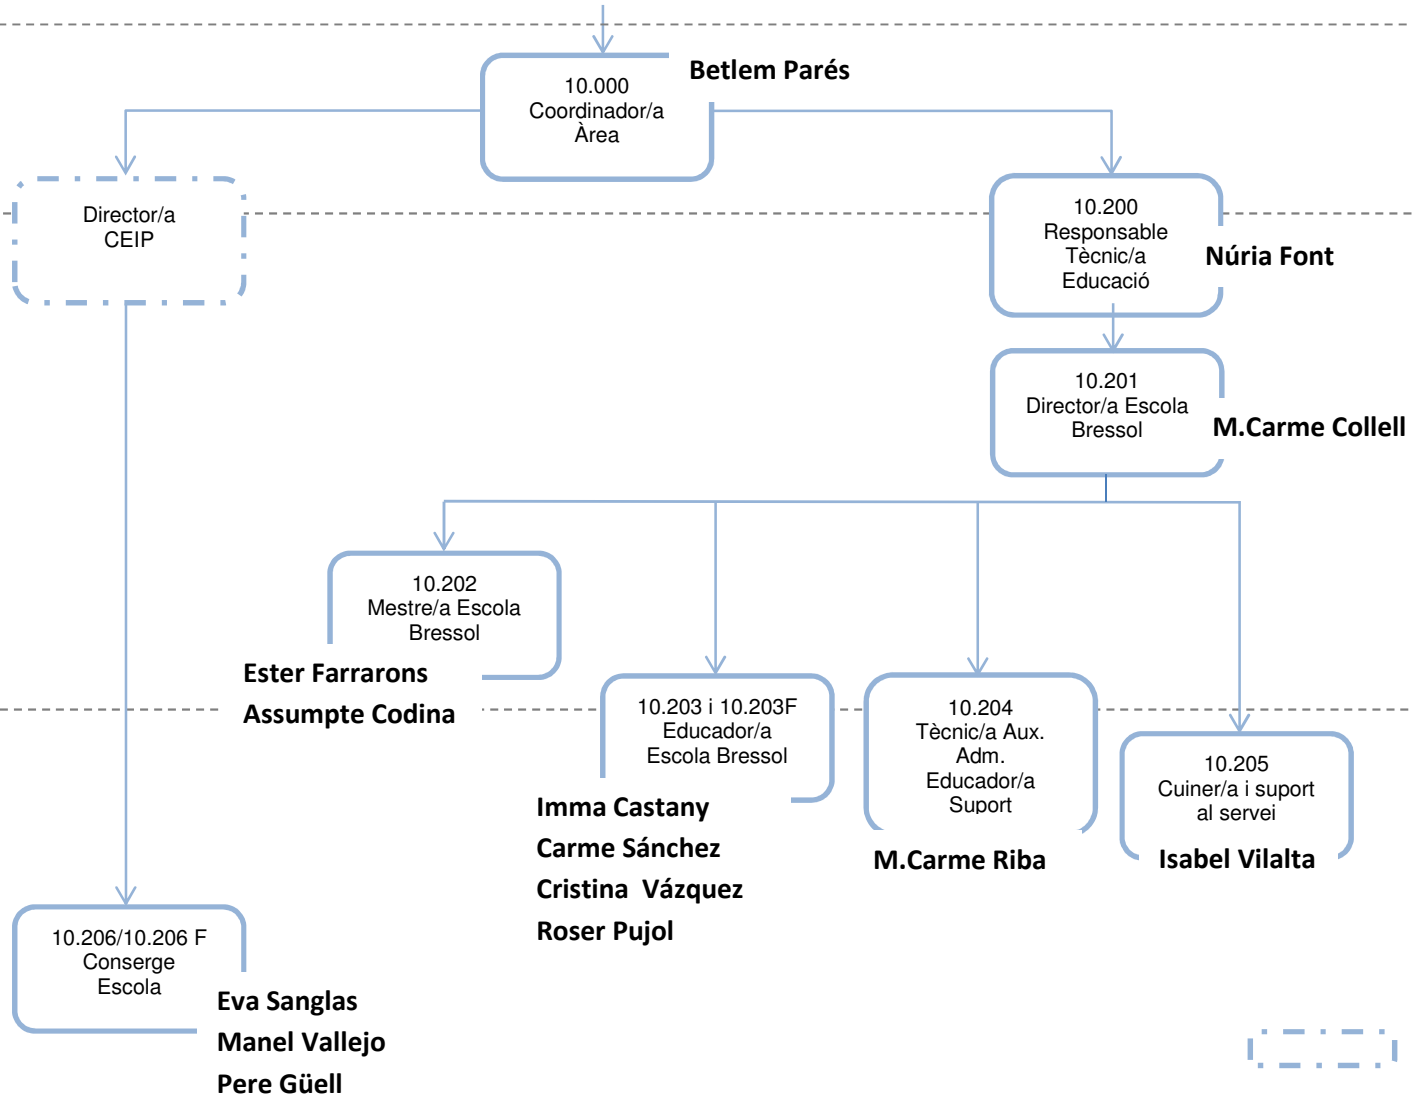 Betlem Parés
10.000
Coordinador/a
Àrea
Director/a
CEIP
10.200
Responsable
Tècnic/a
Educació
Núria Font
10.201
Director/a Escola
Bressol
M.Carme Collell
10.202
Mestre/a Escola
Bressol
Ester Farrarons
Assumpte Codina
10.203 i 10.203F
Educador/a
Escola Bressol
Imma Castany
Carme Sánchez
Cristina Vázquez
Roser Pujol
10.204
Tècnic/a Aux.
Adm.
Educador/a
Suport
M.Carme Riba
10.205
Cuiner/a i suport
al servei
Isabel Vilalta
10.206/10.206 F
Conserge
Escola
Eva Sanglas
Manel Vallejo
Pere Güell